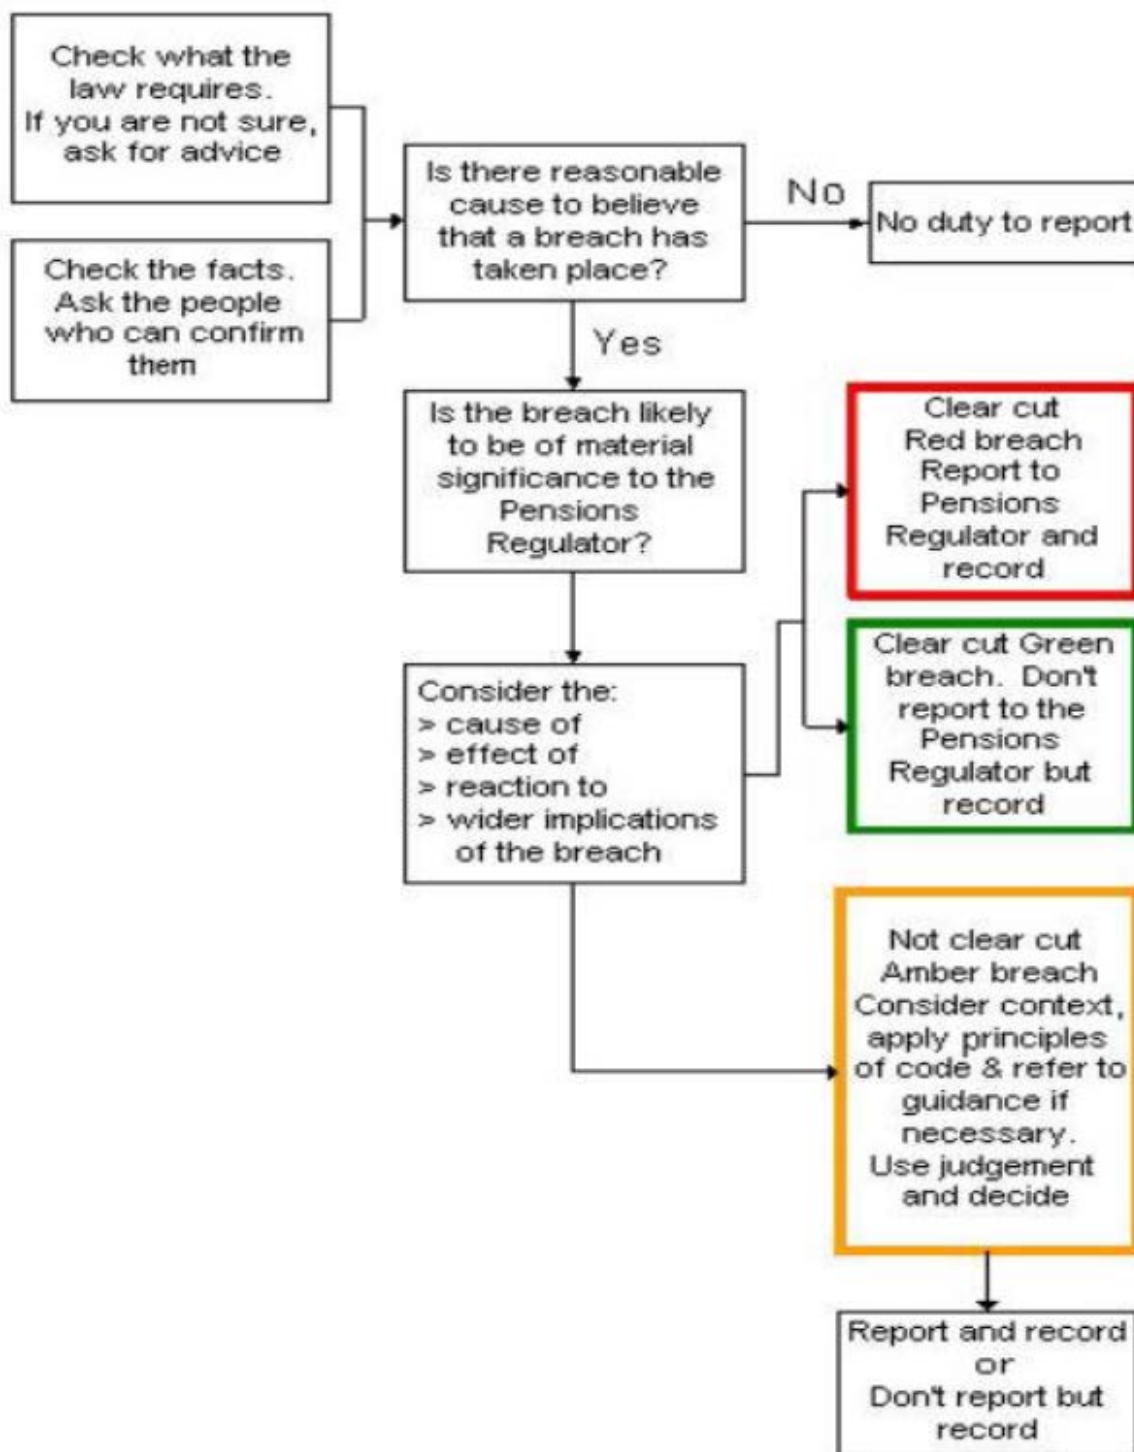 Check what the
law requires.
If you are not sure,
ask for advice
Check the facts.
Ask the people
who can confirm
them
Is there reasonable
cause to believe
that a breach has
taken place?
No
No duty to report
Yes
Is the breach likely
to be of material
significance to the
Pensions
Regulator?
Consider the:
> cause of
> effect of
> reaction to
> wider implications
of the breach
Clear cut
Red breach
Report to
Pensions
Regulator and
record
Clear cut Green
breach. Don't
report to the
Pensions
Regulator but
record
Not clear cut
Amber breach
Consider context,
apply principles
of code & refer to
guidance if
necessary.
Use judgement
and decide
Report and record
or
Don't report but
record